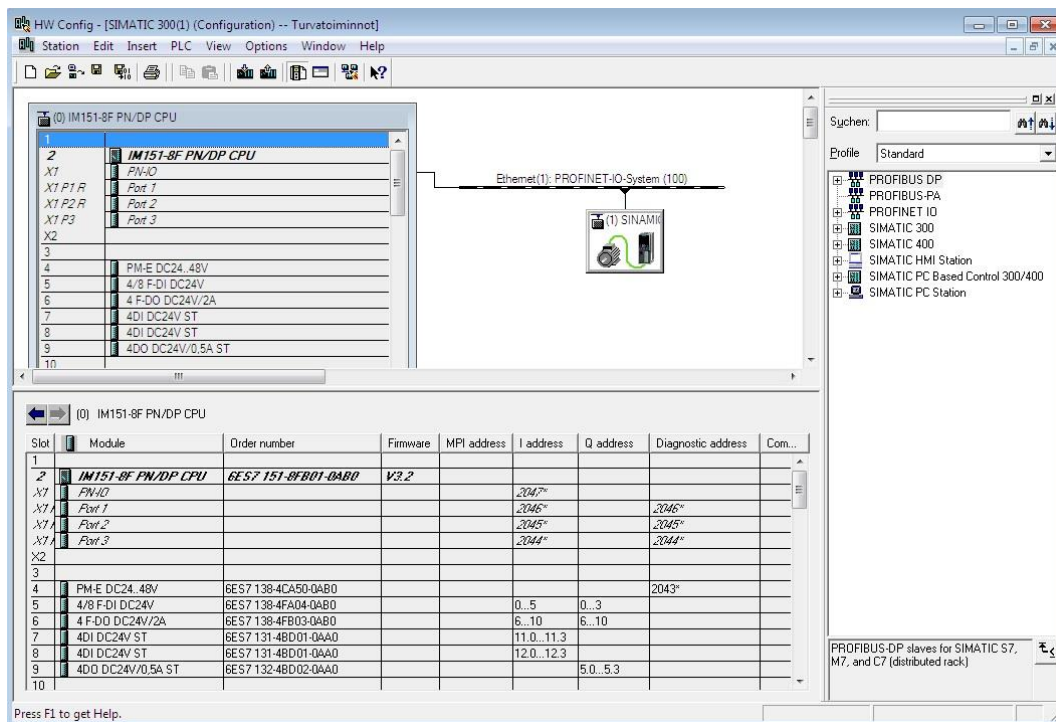 HW Config - [SIMATIC 300(1) (Configuration) -- Turvatoiminnot]
Station Edit Insert PLC View Options Window Help
(0) IM151-8F PN/DP CPU
1
2 IM151-8F PN/DP CPU
X1 PN-IO
X1 P1 R Port 1
X1 P2 R Port 2
X1 P3 Port 3
X2
3
4 PM-E DC24..48V
5 4/8 F-DI DC24V
6 4 F-DO DC24V/2A
7 4DI DC24V ST
8 4DI DC24V ST
9 4DO DC24V/0,5A ST
10
Ethernet(1): PROFINET-IO-System (100)
(1) SINAMIC
Suchen:
Profile Standard
PROFIBUS DP
PROFIBUS-PA
PROFINET IO
SIMATIC 300
SIMATIC 400
SIMATIC HMI Station
SIMATIC PC Based Control 300/400
SIMATIC PC Station
(0) IM151-8F PN/DP CPU
Slot Module Order number Firmware MPI address I address Q address Diagnostic address Com...
1
2 IM151-8F PN/DP CPU 6ES7 151-8FB01-0AB0 V3.2
X1 PN-IO 2047*
X1 Port 1 2046* 2046*
X1 Port 2 2045* 2045*
X1 Port 3 2044* 2044*
X2
3
4 PM-E DC24..48V 6ES7 138-4CA50-0AB0 2043*
5 4/8 F-DI DC24V 6ES7 138-4FA04-0AB0 0...5 0...3
6 4 F-DO DC24V/2A 6ES7 138-4FB03-0AB0 6...10 6...10
7 4DI DC24V ST 6ES7 131-4BD01-0AA0 11.0...11.3
8 4DI DC24V ST 6ES7 131-4BD01-0AA0 12.0...12.3
9 4DO DC24V/0,5A ST 6ES7 132-4BD02-0AA0 5.0...5.3
10
PROFIBUS-DP slaves for SIMATIC S7,
M7, and C7 (distributed rack)
Press F1 to get Help.